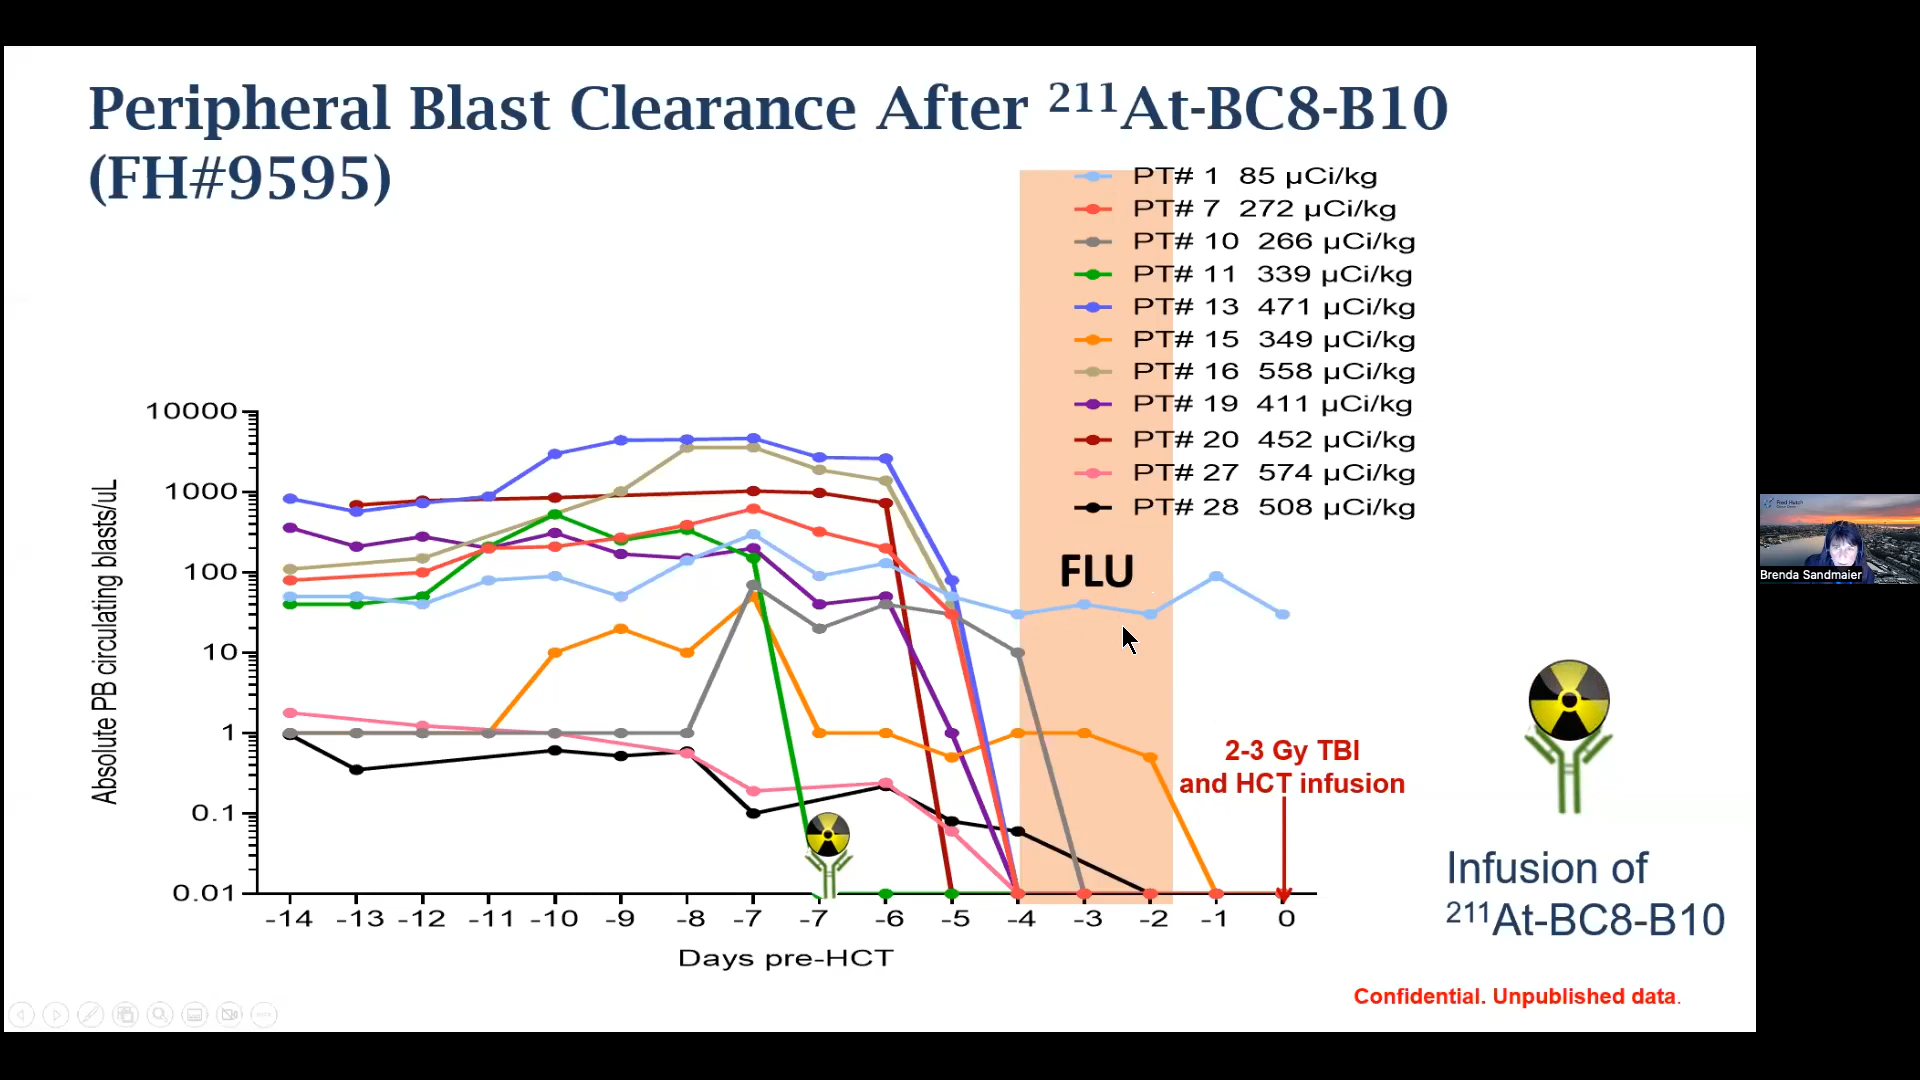 Peripheral Blast Clearance After ²¹¹At-BC8-B10
(FH#9595)
PT# 1 85 µCi/kg
PT# 7 272 µCi/kg
PT# 10 266 µCi/kg
PT# 11 339 µCi/kg
PT# 13 471 µCi/kg
PT# 15 349 µCi/kg
PT# 16 558 µCi/kg
PT# 19 411 µCi/kg
PT# 20 452 µCi/kg
PT# 27 574 µCi/kg
PT# 28 508 µCi/kg
FLU
Absolute PB circulating blasts/uL
10000
1000
100
10
1
0.1
0.01
-14 -13 -12 -11 -10 -9 -8 -7 -7 -6 -5 -4 -3 -2 -1 0
Days pre-HCT
2-3 Gy TBI
and HCT infusion
Infusion of
²¹¹At-BC8-B10
Confidential. Unpublished data.
Fred Hutch
Brenda Sandmaier